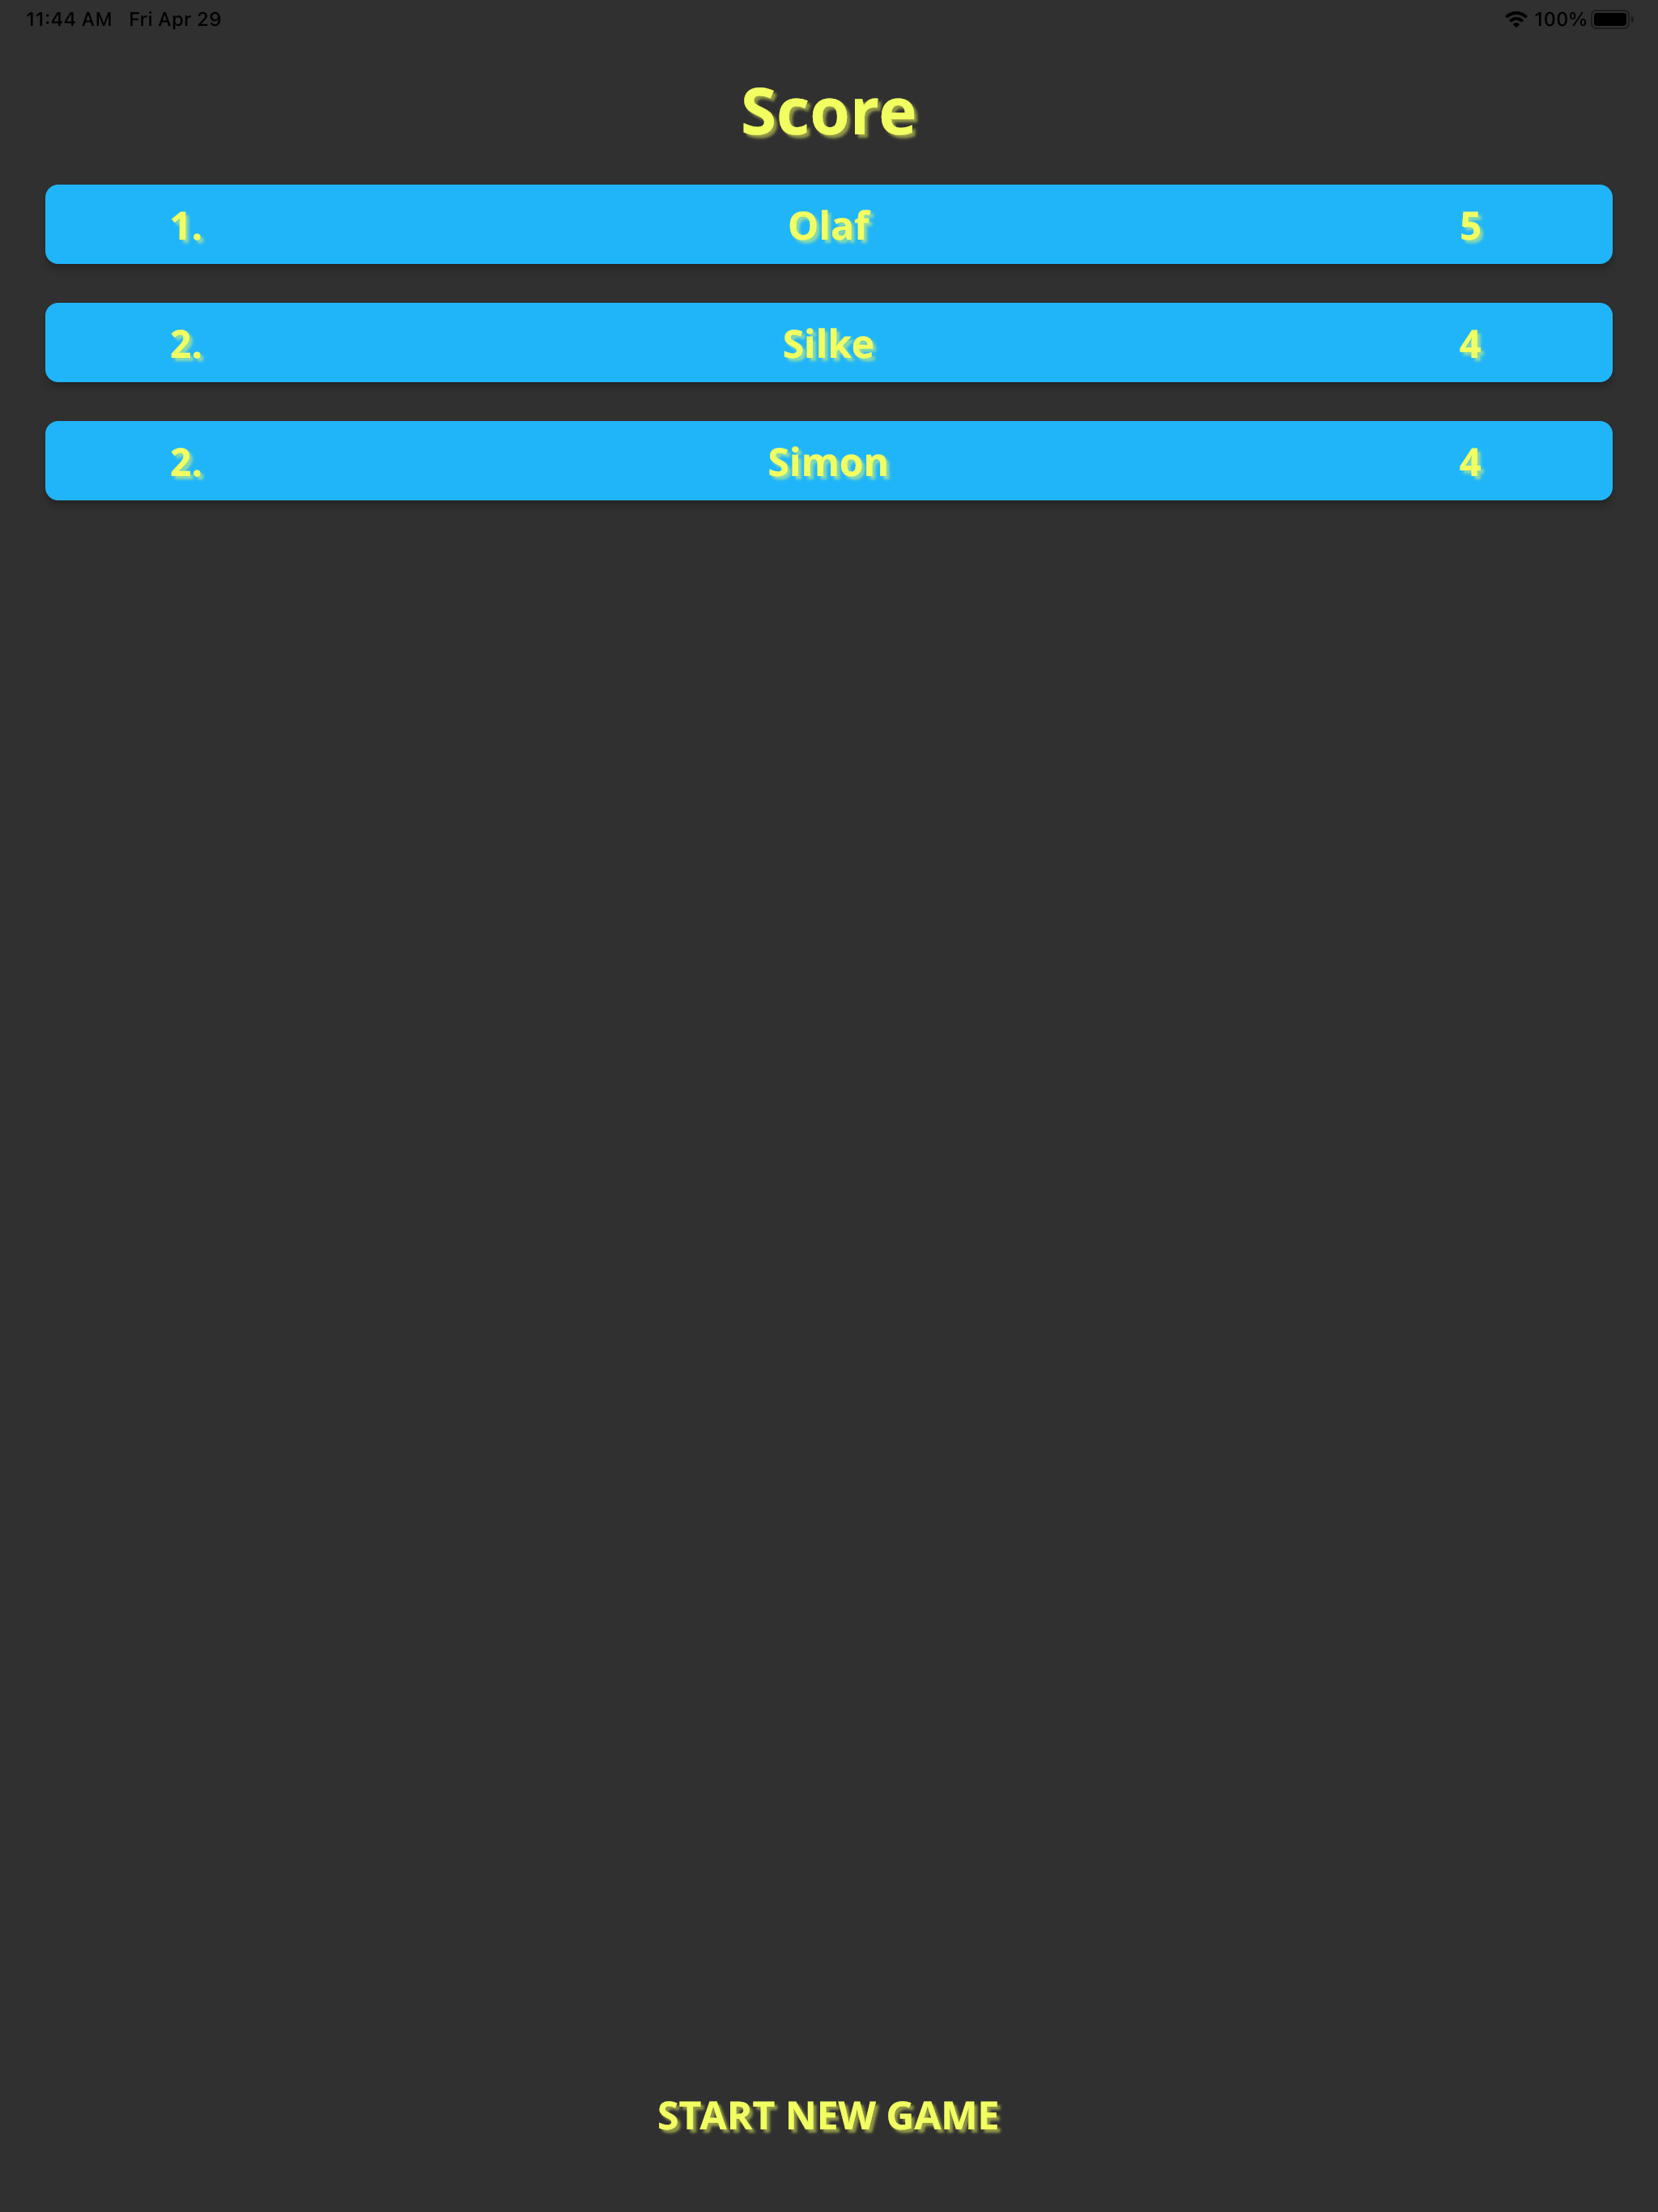 11:44 AM Fri Apr 29 100%
Score
1. Olaf 5
2. Silke 4
2. Simon 4
START NEW GAME